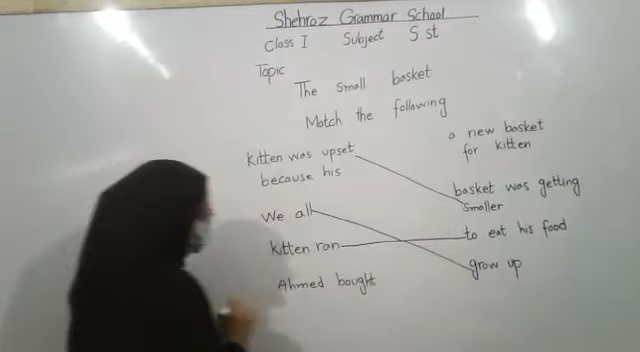 Shehroz Grammar School
Class I Subject S st
Topic
The small basket
Match the following
Kitten was upset
because his
We all
Kitten ran
Ahmed bought
a new basket
for kitten
basket was getting
smaller
to eat his food
grow up